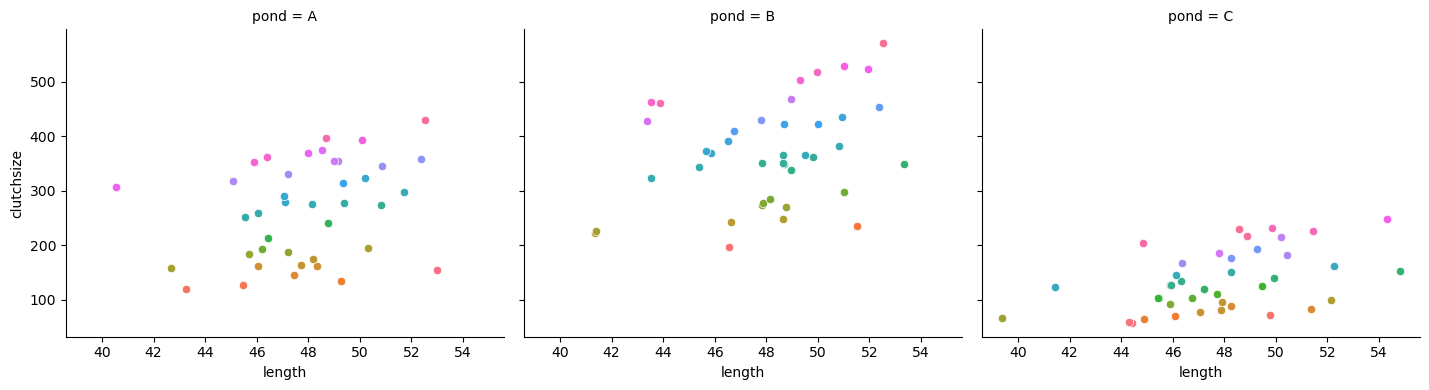 pond = A
pond = B
pond = C
clutchsize
500
400
300
200
100
40 42 44 46 48 50 52 54
40 42 44 46 48 50 52 54
40 42 44 46 48 50 52 54
length
length
length